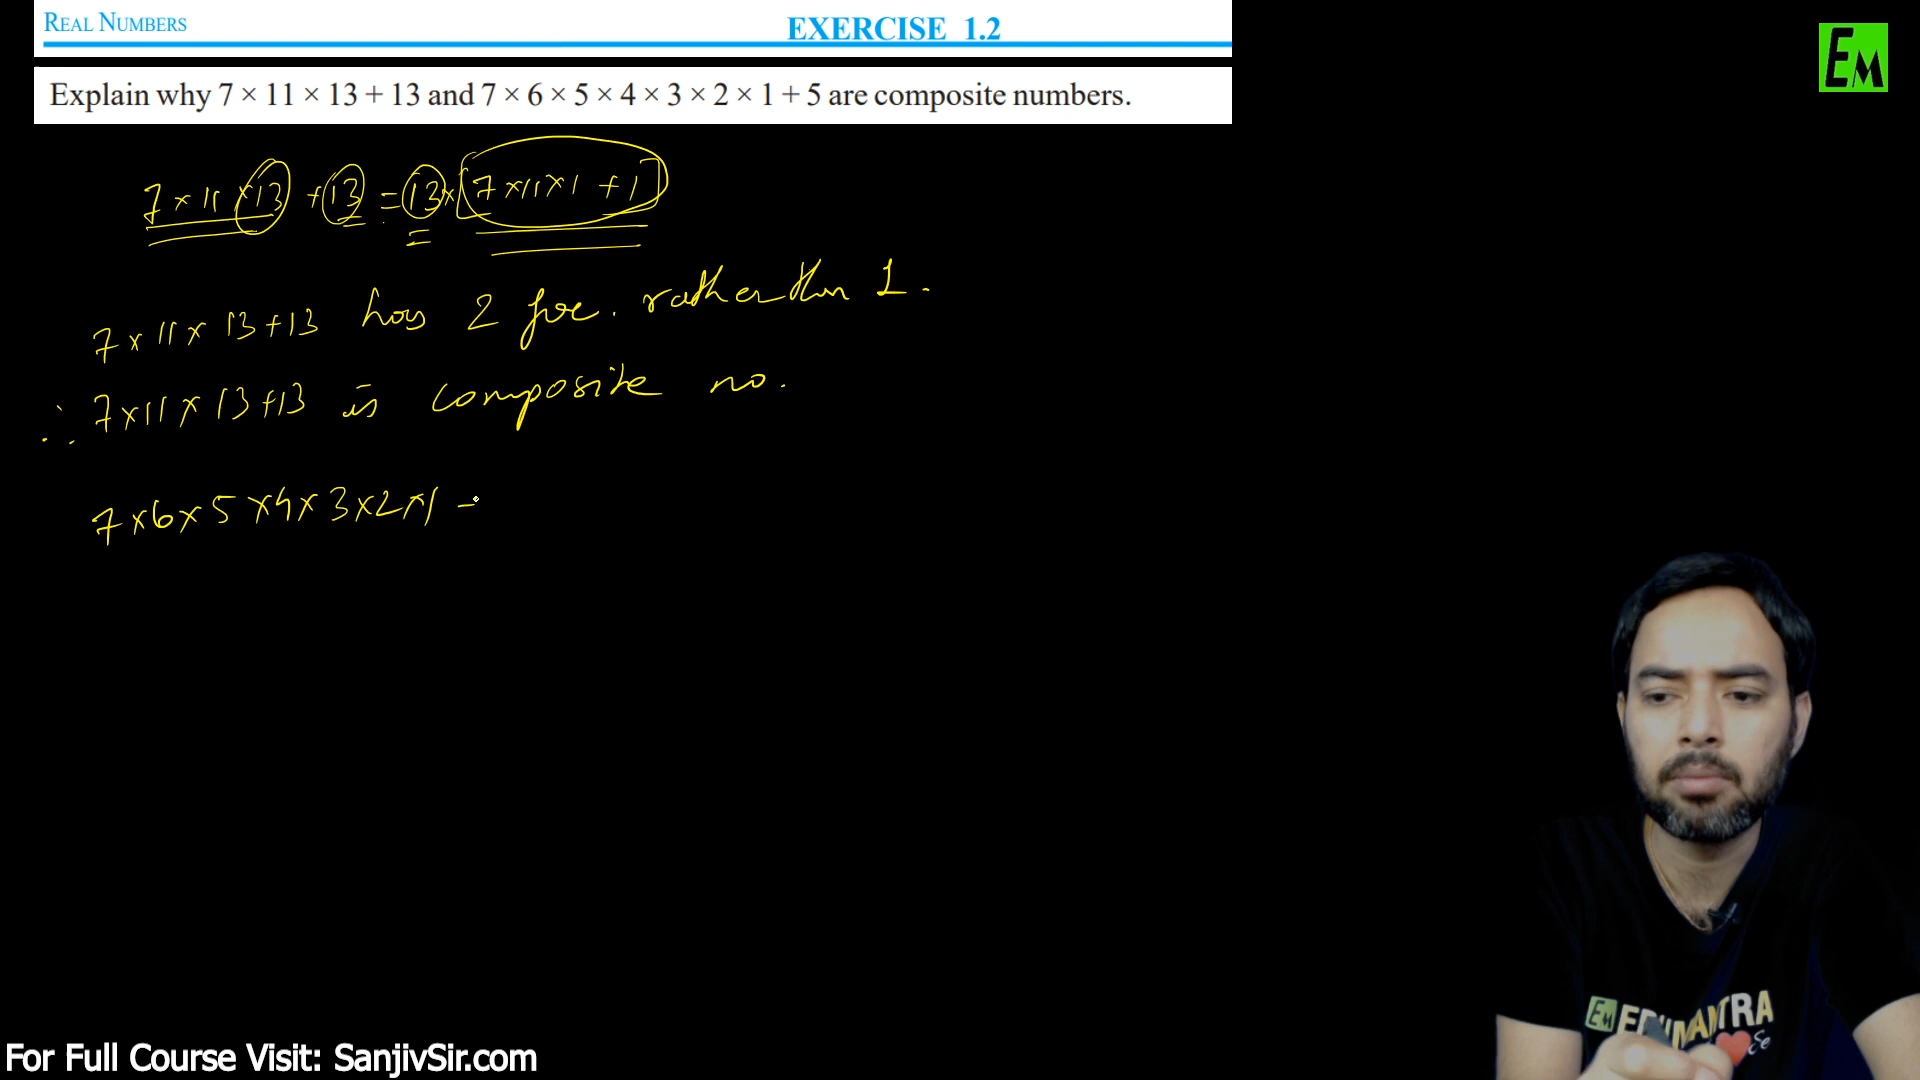 REAL NUMBERS
EXERCISE 1.2
EM
Explain why 7 × 11 × 13 + 13 and 7 × 6 × 5 × 4 × 3 × 2 × 1 + 5 are composite numbers.
7 × 11 × 13 + 13 = 13 × [7 × 11 × 1 + 1]
7 × 11 × 13 + 13 has 2 . rather than 1.
∴ 7 × 11 × 13 + 13 is composite no.
7 × 6 × 5 × 4 × 3 × 2 × 1 -
EM EDUMANTRA
Se
For Full Course Visit: SanjivSir.com